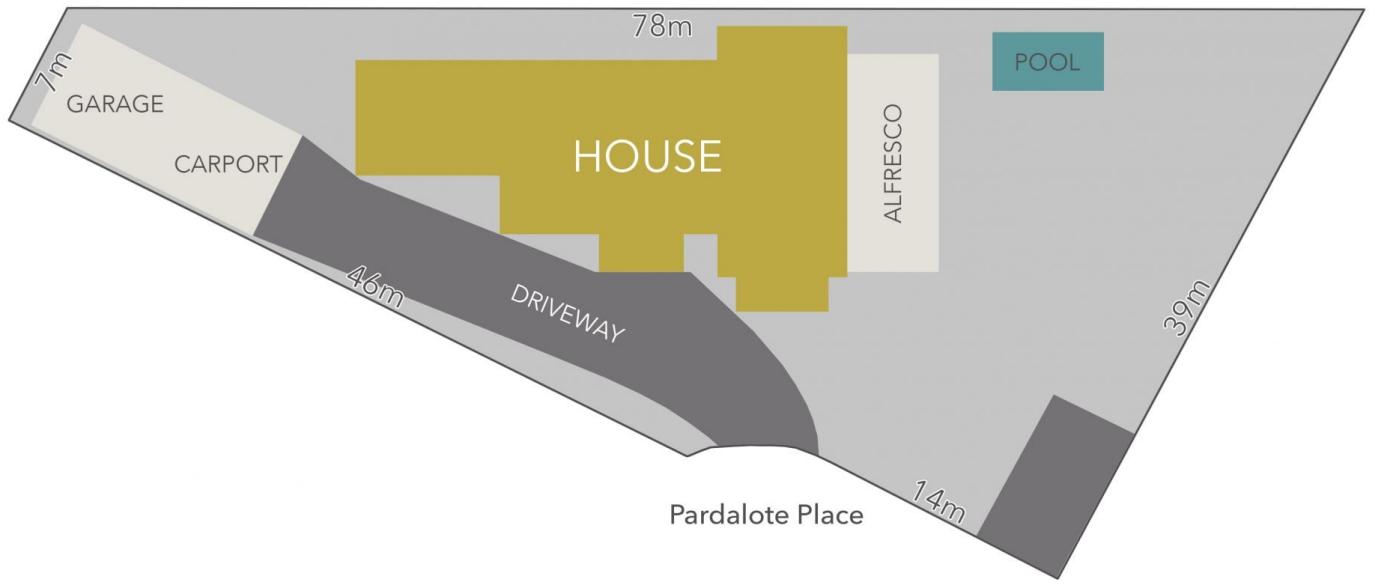 78m
7m
POOL
GARAGE
CARPORT
HOUSE
ALFRESCO
46m
DRIVEWAY
39m
14m
Pardalote Place